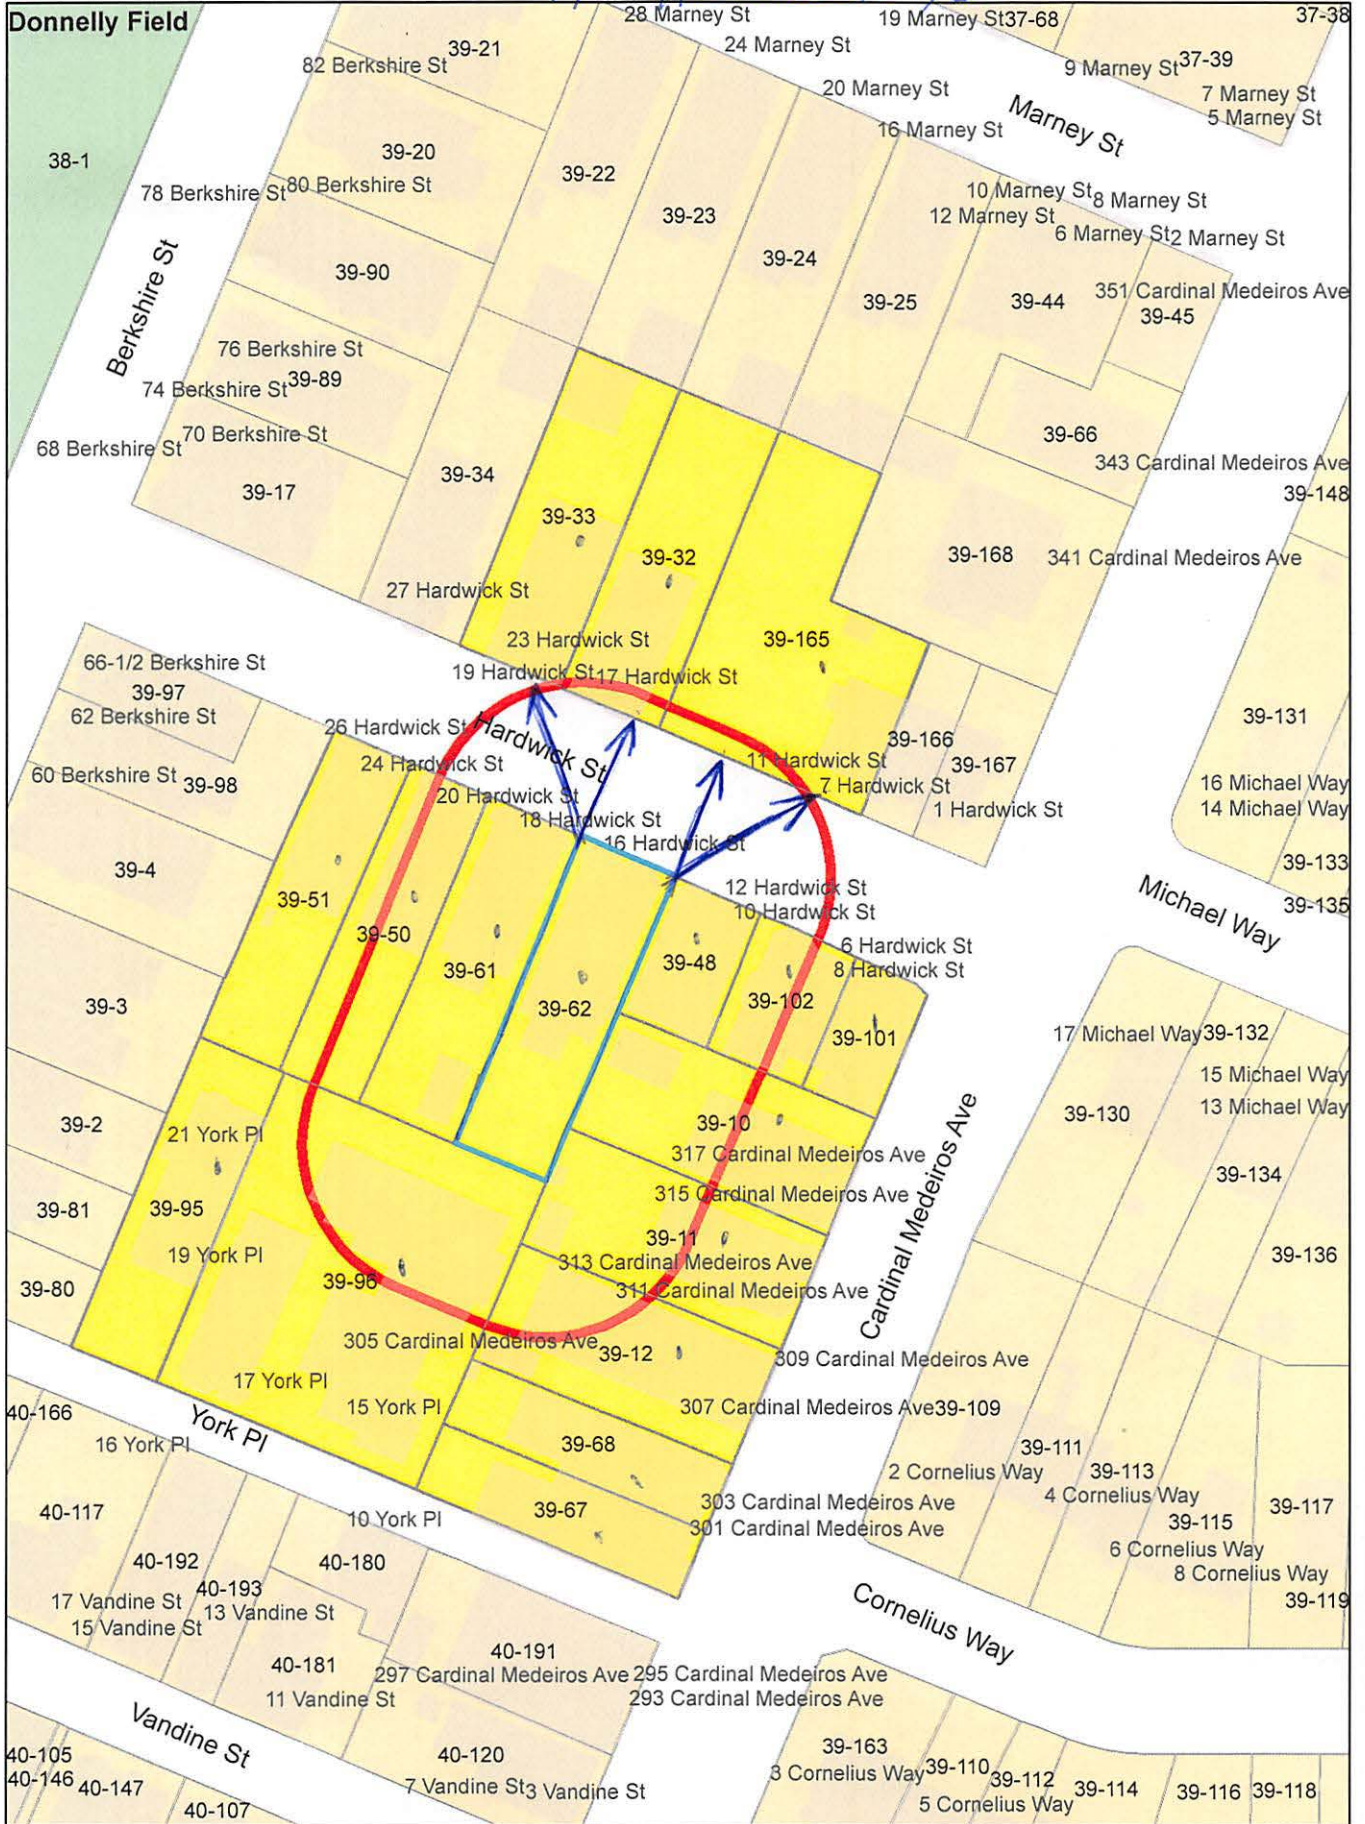 Donnelly Field
28 Marney St
19 Marney St
37-68
37-38
39-21
24 Marney St
82 Berkshire St
9 Marney St
37-39
20 Marney St
7 Marney St
5 Marney St
Marney St
16 Marney St
38-1
39-20
39-22
78 Berkshire St
80 Berkshire St
10 Marney St
8 Marney St
12 Marney St
39-23
6 Marney St
2 Marney St
39-24
Berkshire St
39-90
39-25
39-44
351 Cardinal Medeiros Ave
39-45
76 Berkshire St
74 Berkshire St
39-89
70 Berkshire St
39-66
68 Berkshire St
343 Cardinal Medeiros Ave
39-34
39-17
39-148
39-33
39-32
39-168
341 Cardinal Medeiros Ave
27 Hardwick St
23 Hardwick St
39-165
66-1/2 Berkshire St
19 Hardwick St
17 Hardwick St
39-97
62 Berkshire St
39-131
26 Hardwick St
Hardwick St
39-166
24 Hardwick St
11 Hardwick St
39-167
60 Berkshire St
39-98
7 Hardwick St
16 Michael Way
20 Hardwick St
1 Hardwick St
14 Michael Way
18 Hardwick St
16 Hardwick St
39-133
39-4
12 Hardwick St
39-51
10 Hardwick St
39-135
Michael Way
39-50
6 Hardwick St
39-48
8 Hardwick St
39-61
39-102
39-3
39-62
39-101
17 Michael Way
39-132
15 Michael Way
39-2
39-10
39-130
13 Michael Way
21 York Pl
317 Cardinal Medeiros Ave
39-134
315 Cardinal Medeiros Ave
39-81
39-95
Cardinal Medeiros Ave
39-11
19 York Pl
313 Cardinal Medeiros Ave
39-136
39-80
39-96
311 Cardinal Medeiros Ave
305 Cardinal Medeiros Ave
39-12
309 Cardinal Medeiros Ave
17 York Pl
15 York Pl
307 Cardinal Medeiros Ave
39-109
40-166
York Pl
16 York Pl
39-68
39-111
2 Cornelius Way
39-113
4 Cornelius Way
40-117
10 York Pl
39-67
303 Cardinal Medeiros Ave
39-117
301 Cardinal Medeiros Ave
39-115
40-192
40-180
6 Cornelius Way
8 Cornelius Way
40-193
17 Vandine St
13 Vandine St
39-119
15 Vandine St
Cornelius Way
40-181
40-191
297 Cardinal Medeiros Ave
295 Cardinal Medeiros Ave
11 Vandine St
293 Cardinal Medeiros Ave
Vandine St
40-105
40-120
39-163
3 Cornelius Way
39-110
39-112
40-146
40-147
7 Vandine St
3 Vandine St
39-114
39-116
39-118
40-107
5 Cornelius Way